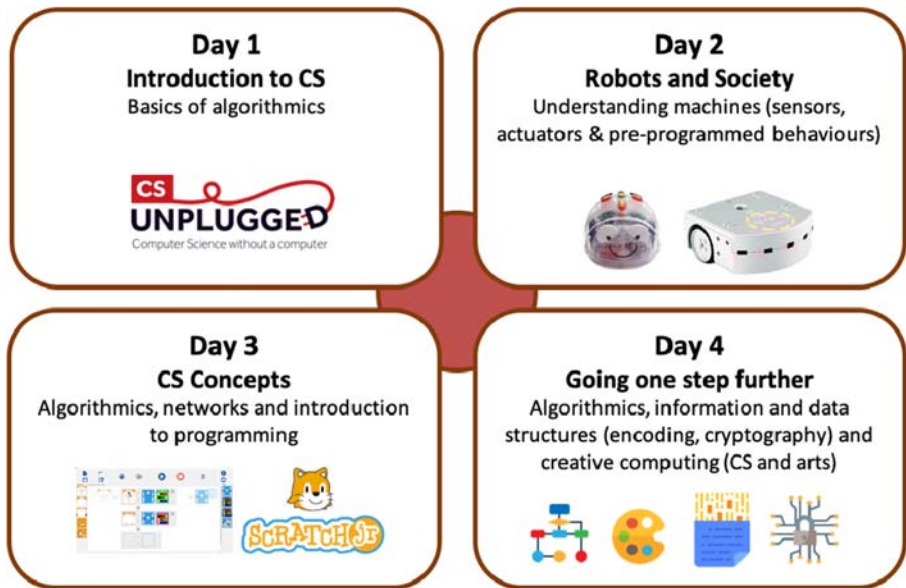 Day 1
Introduction to CS
Basics of algorithmics
CS
UNPLUGGED
Computer Science without a computer
Day 2
Robots and Society
Understanding machines (sensors,
actuators & pre-programmed behaviours)
Day 3
CS Concepts
Algorithmics, networks and introduction
to programming
SCRATCH Jr
Day 4
Going one step further
Algorithmics, information and data
structures (encoding, cryptography) and
creative computing (CS and arts)